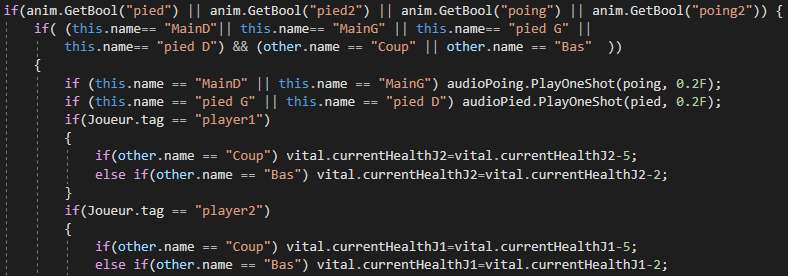 if(anim.GetBool("pied") || anim.GetBool("pied2") || anim.GetBool("poing") || anim.GetBool("poing2")) {
if( (this.name== "MainD"|| this.name== "MainG" || this.name== "pied G" ||
this.name== "pied D") && (other.name == "Coup" || other.name == "Bas"  ))
{
if (this.name == "MainD" || this.name == "MainG") audioPoing.PlayOneShot(poing, 0.2F);
if (this.name == "pied G" || this.name == "pied D") audioPied.PlayOneShot(pied, 0.2F);
if(Joueur.tag == "player1")
{
if(other.name == "Coup") vital.currentHealthJ2=vital.currentHealthJ2-5;
else if(other.name == "Bas") vital.currentHealthJ2=vital.currentHealthJ2-2;
}
if(Joueur.tag == "player2")
{
if(other.name == "Coup") vital.currentHealthJ1=vital.currentHealthJ1-5;
else if(other.name == "Bas") vital.currentHealthJ1=vital.currentHealthJ1-2;